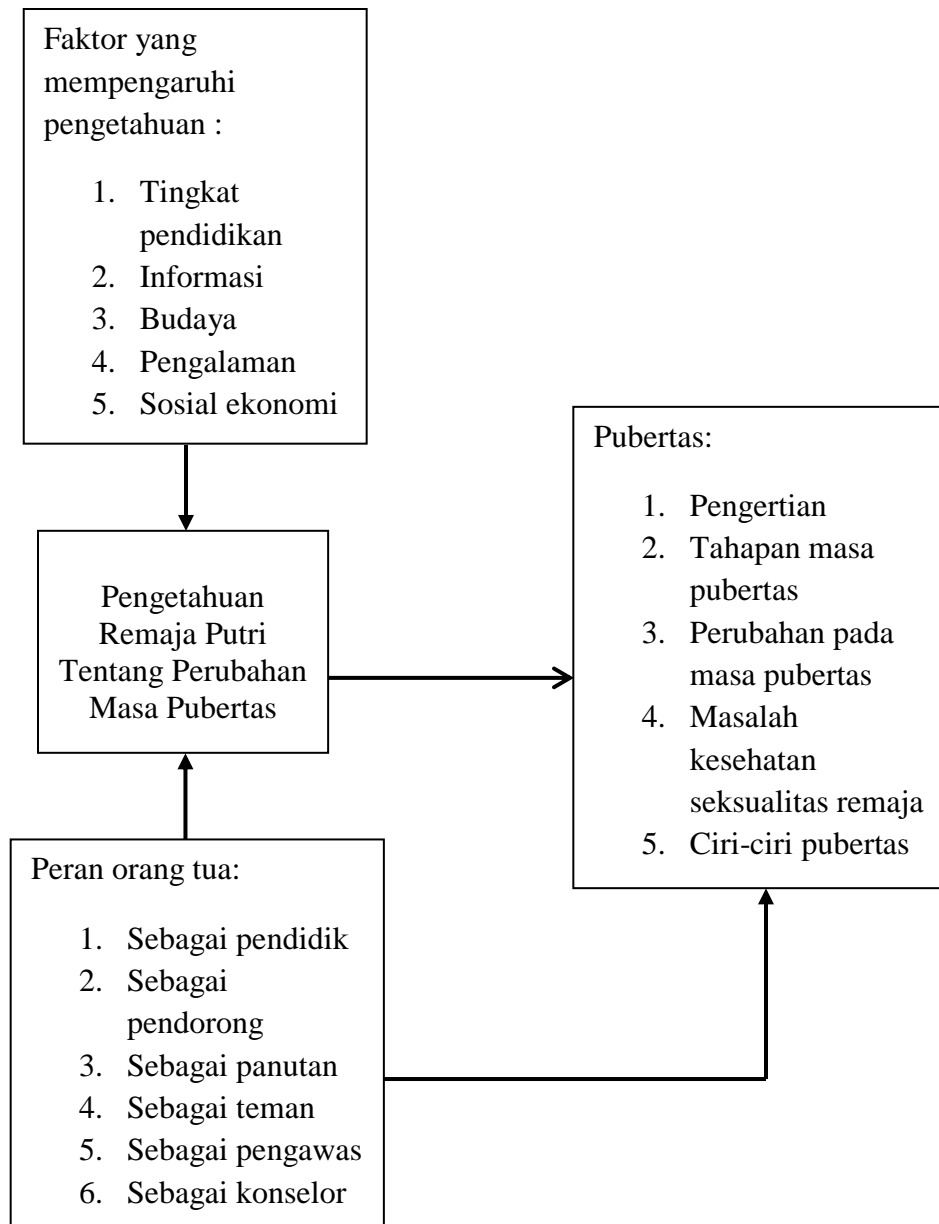 Faktor yang
mempengaruhi
pengetahuan :
1. Tingkat
pendidikan
2. Informasi
3. Budaya
4. Pengalaman
5. Sosial ekonomi
Pengetahuan
Remaja Putri
Tentang Perubahan
Masa Pubertas
Pubertas:
1. Pengertian
2. Tahapan masa
pubertas
3. Perubahan pada
masa pubertas
4. Masalah
kesehatan
seksualitas remaja
5. Ciri-ciri pubertas
Peran orang tua:
1. Sebagai pendidik
2. Sebagai
pendorong
3. Sebagai panutan
4. Sebagai teman
5. Sebagai pengawas
6. Sebagai konselor